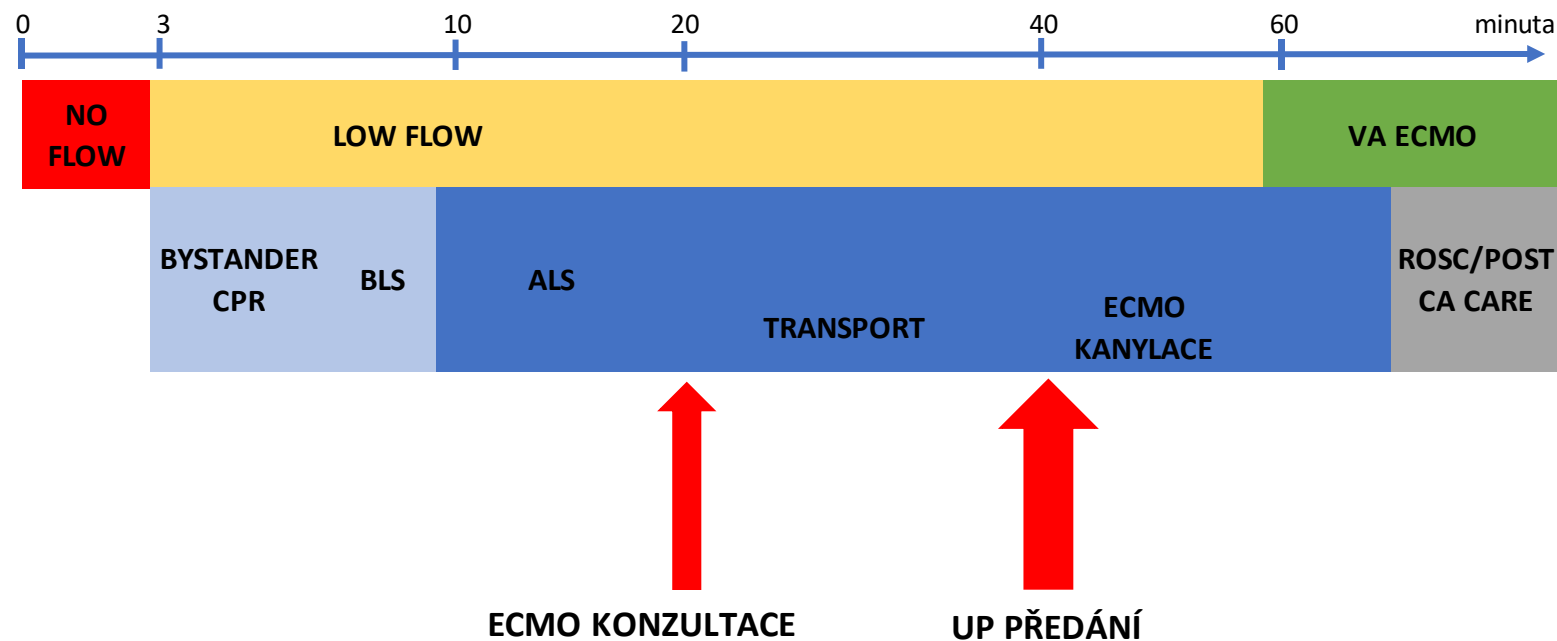 0 3 10 20 40 60 minuta
NO
FLOW
LOW FLOW
VA ECMO
BYSTANDER
CPR
BLS
ALS
TRANSPORT
ECMO
KANYLACE
ROSC/POST
CA CARE
ECMO KONZULTACE
UP PŘEDÁNÍ